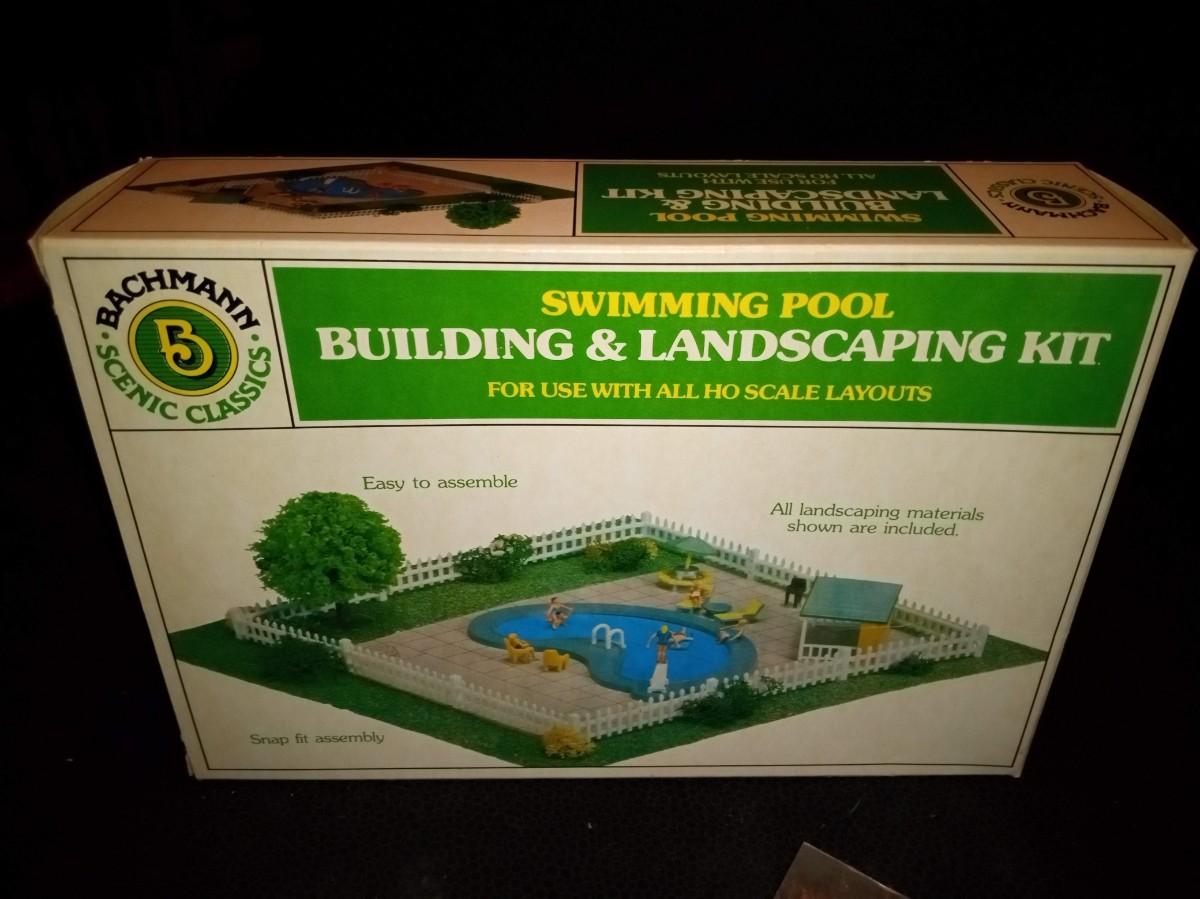 SWIMMING POOL
BUILDING &
LANDSCAPING KIT
FOR USE WITH
ALL HO SCALE LAYOUTS
BACHMANN
B
SCENIC CLASSICS
BACHMANN
B
SCENIC CLASSICS
SWIMMING POOL
BUILDING & LANDSCAPING KIT
FOR USE WITH ALL HO SCALE LAYOUTS
Easy to assemble
All landscaping materials
shown are included.
Snap fit assembly